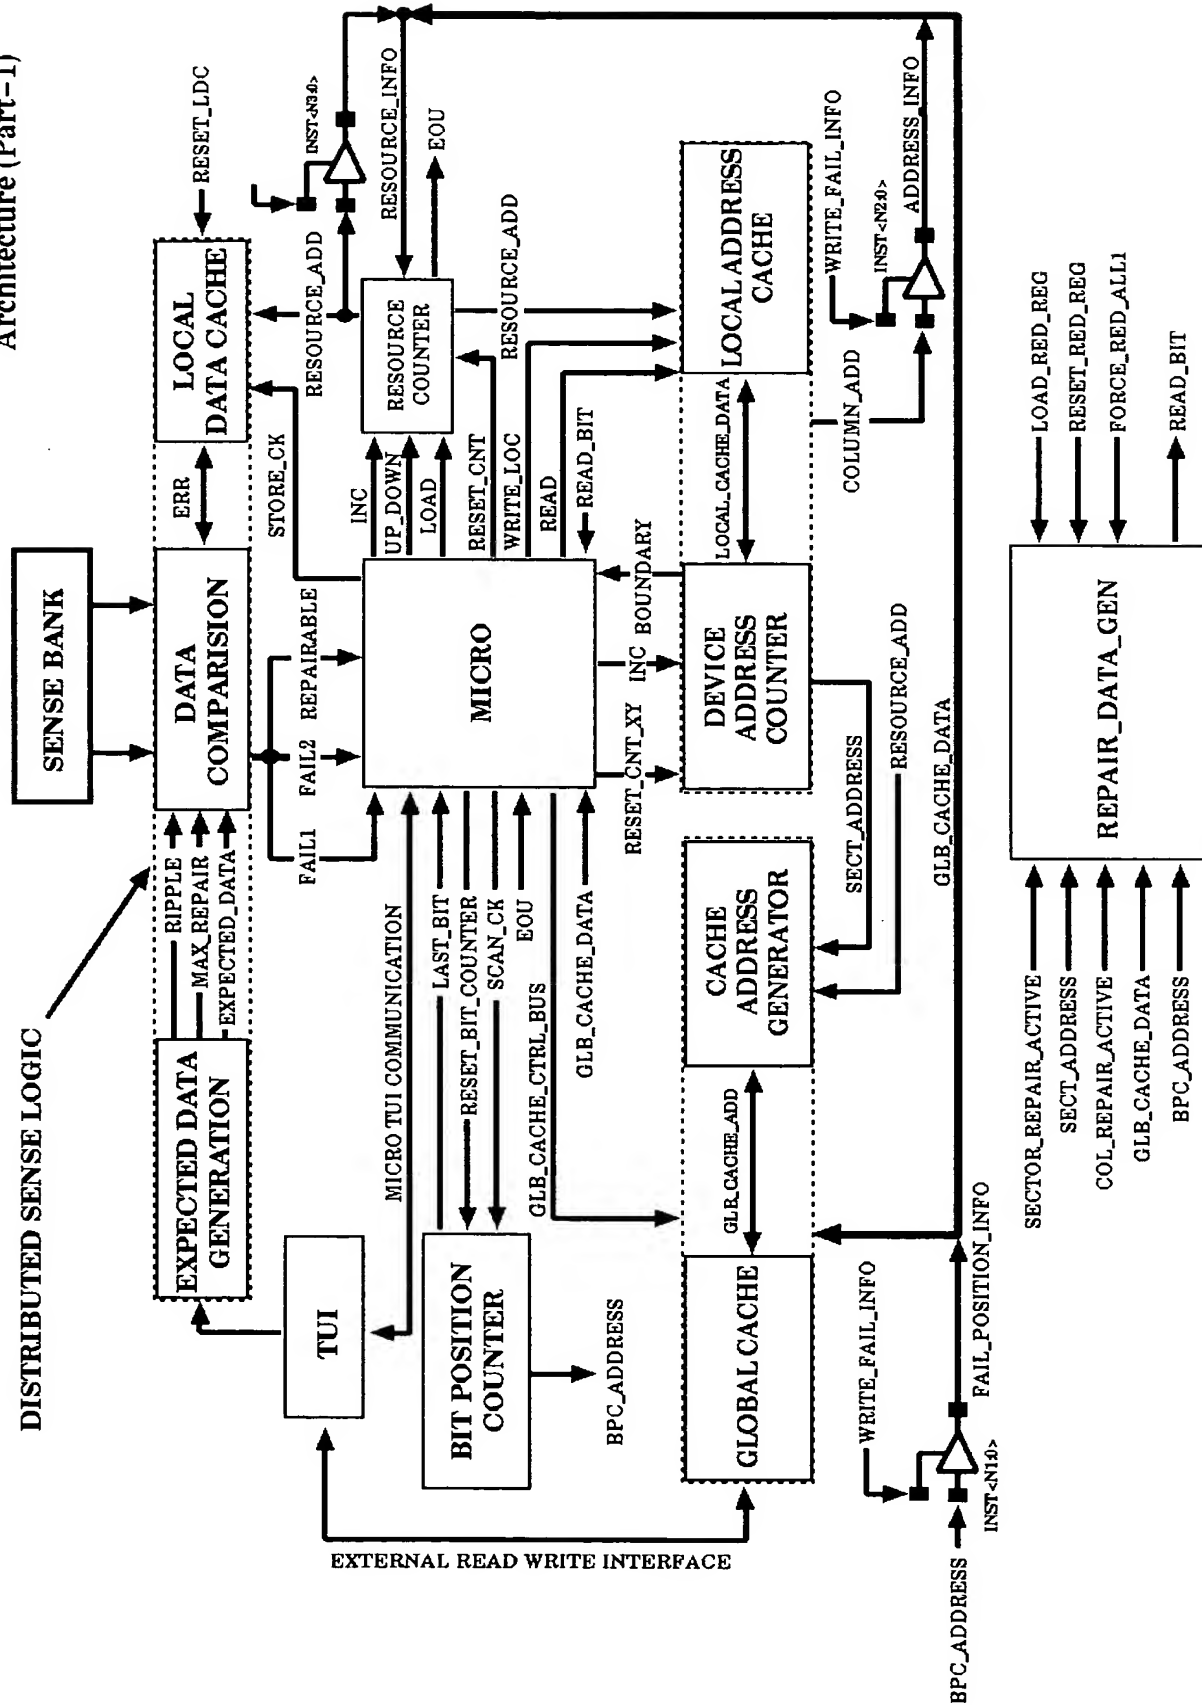 Architecture (Part-1)
DISTRIBUTED SENSE LOGIC
SENSE BANK
EXPECTED DATA
GENERATION
RIPPLE
MAX_REPAIR
EXPECTED_DATA
DATA
COMPARISION
ERR
LOCAL
DATA CACHE
RESET_LDC
TUI
MICRO TUI COMMUNICATION
FAIL1
FAIL2
REPAIRABLE
STORE_CK
RESOURCE_ADD
INST<N3:0>
RESOURCE_INFO
EOU
BIT POSITION
COUNTER
BPC_ADDRESS
LAST_BIT
RESET_BIT_COUNTER
SCAN_CK
EOU
GLB_CACHE_CTRL_BUS
GLB_CACHE_DATA
MICRO
INC
UP_DOWN
LOAD
RESET_CNT
WRITE_LOC
READ
READ_BIT
RESOURCE
COUNTER
RESOURCE_ADD
RESET_CNT_XY
INC
BOUNDARY
EXTERNAL READ WRITE INTERFACE
GLOBAL CACHE
GLB_CACHE_ADD
CACHE
ADDRESS
GENERATOR
DEVICE
ADDRESS
COUNTER
LOCAL_CACHE_DATA
LOCAL ADDRESS
CACHE
SECT_ADDRESS
RESOURCE_ADD
COLUMN_ADD
WRITE_FAIL_INFO
INST<N2:0>
ADDRESS_INFO
WRITE_FAIL_INFO
BPC_ADDRESS
INST<N1:0>
FAIL_POSITION_INFO
GLB_CACHE_DATA
SECTOR_REPAIR_ACTIVE
SECT_ADDRESS
COL_REPAIR_ACTIVE
GLB_CACHE_DATA
BPC_ADDRESS
REPAIR_DATA_GEN
LOAD_RED_REG
RESET_RED_REG
FORCE_RED_ALL1
READ_BIT